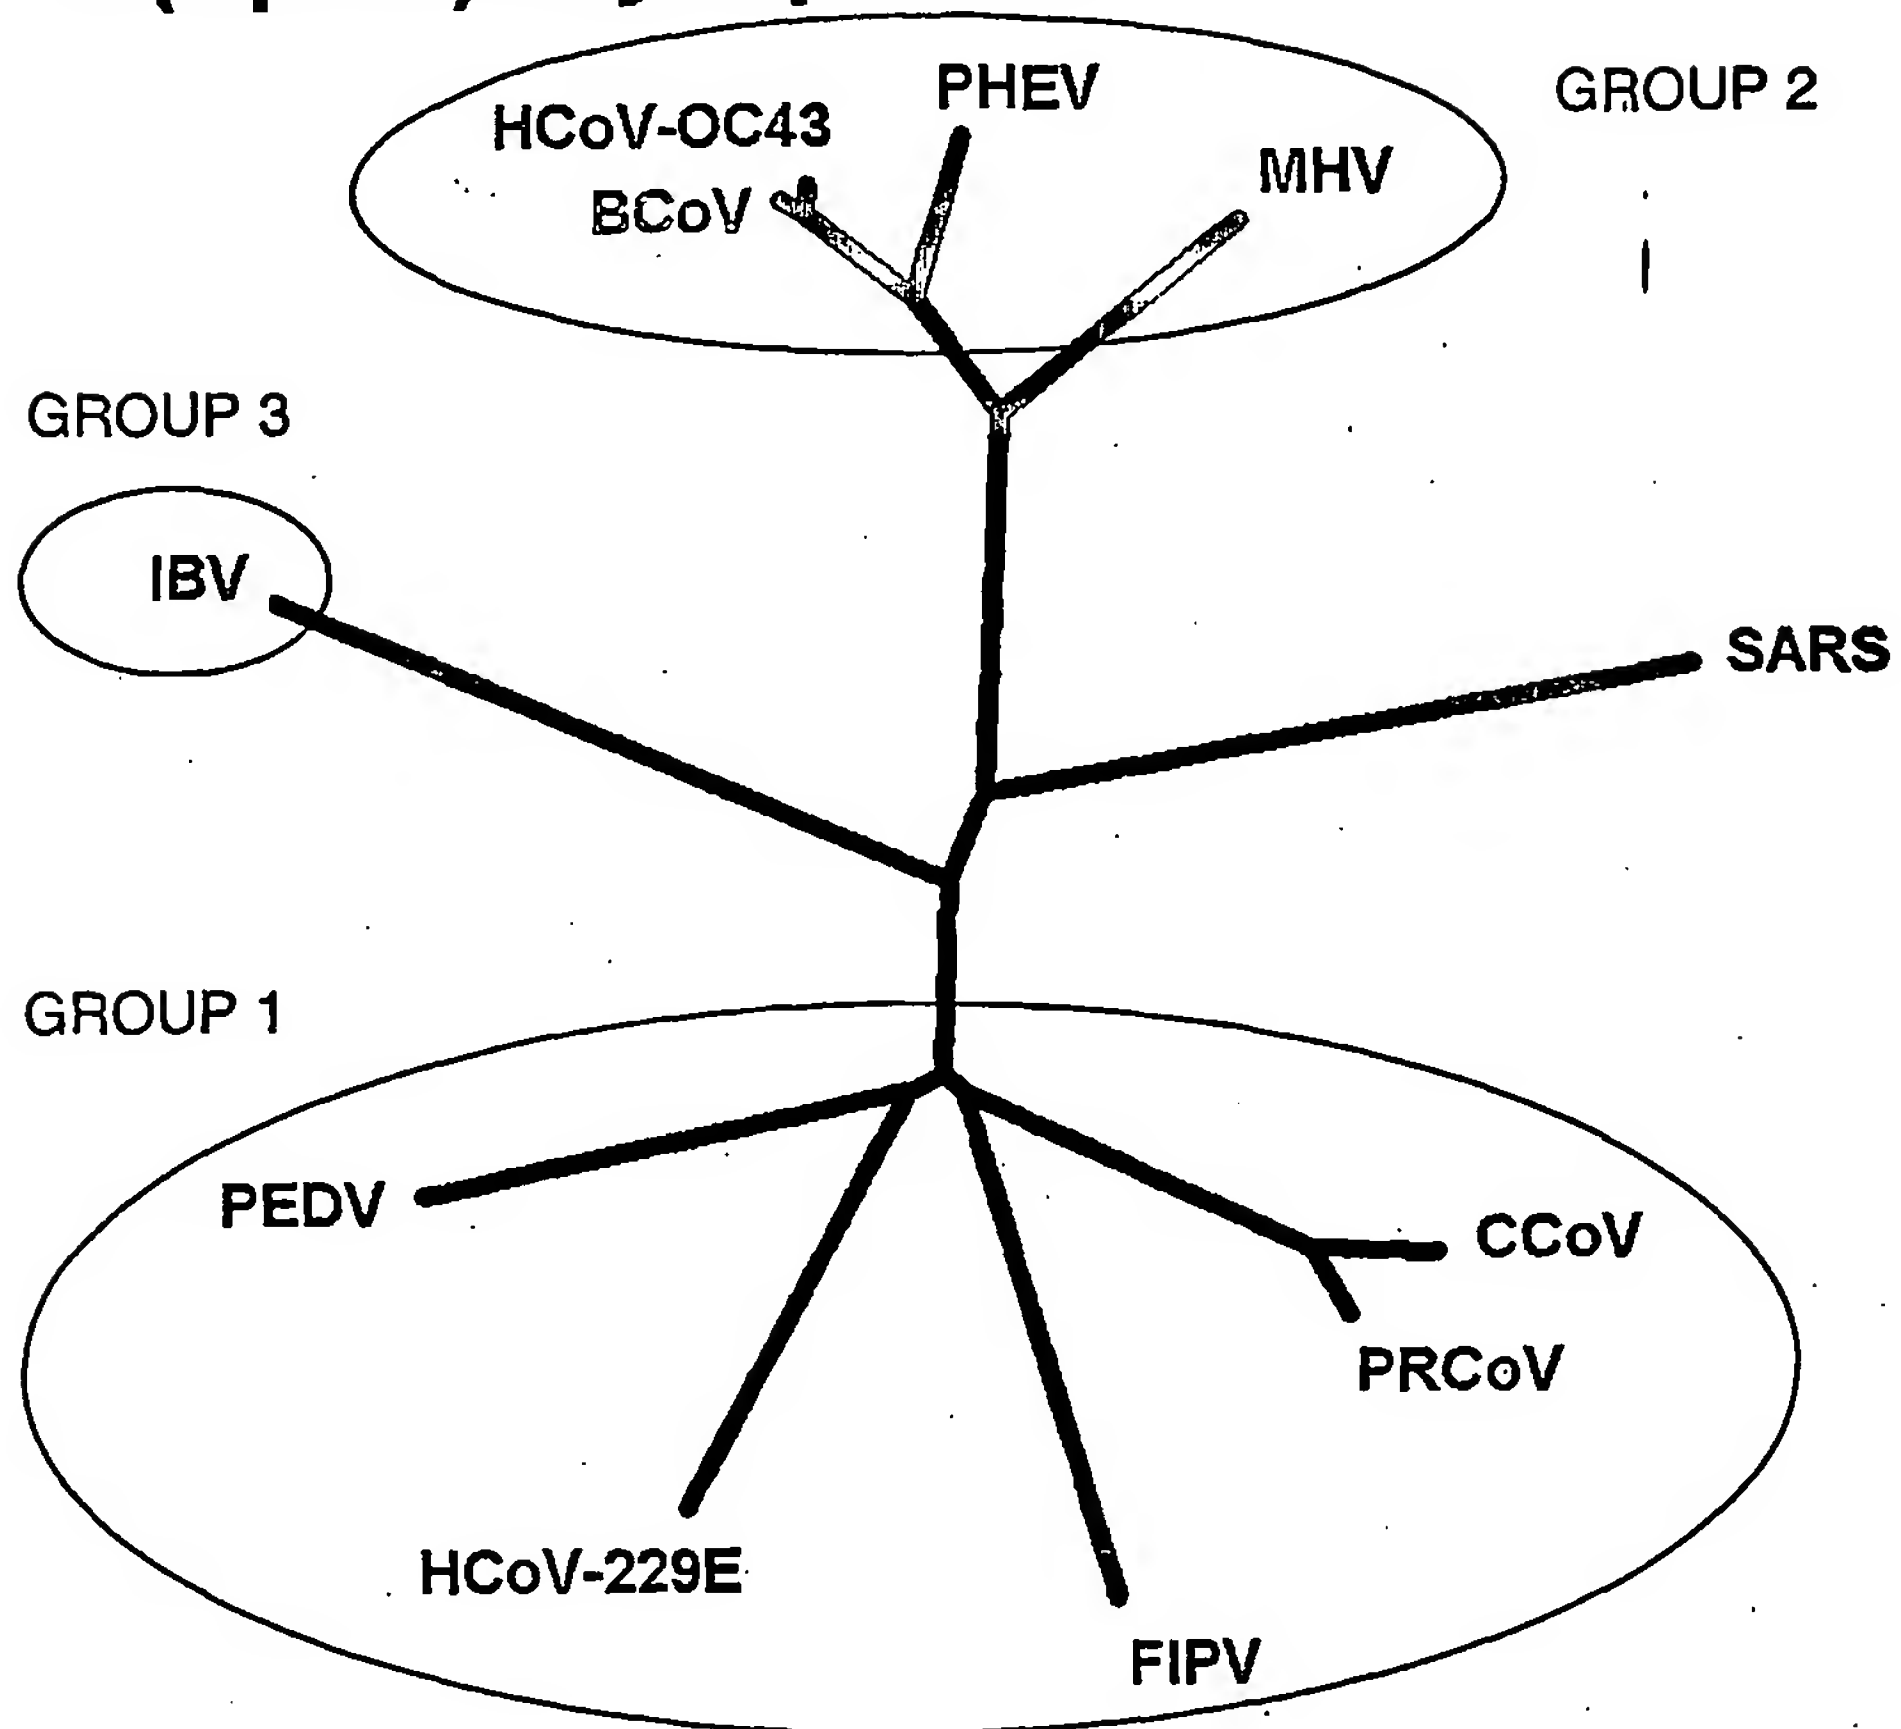 PHEV
GROUP 2
HCoV-OC43
MHV
BCoV
GROUP 3
IBV
SARS
GROUP 1
PEDV
CCoV
PRCoV
HCoV-229E
FIPV